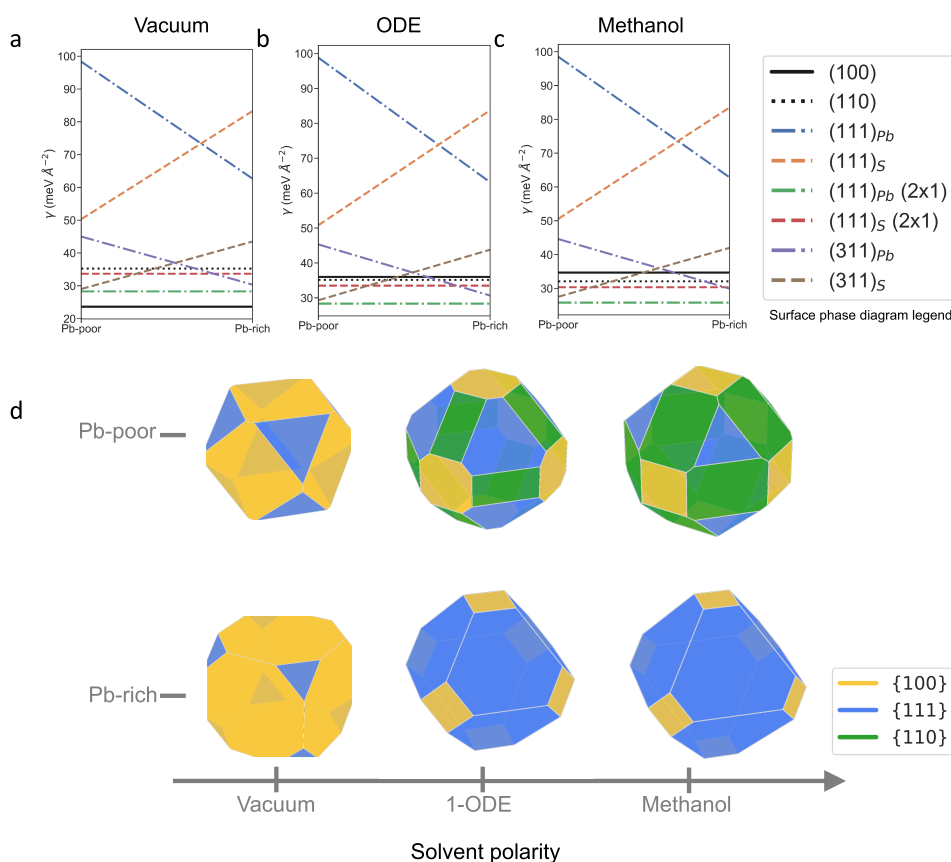 a Vacuum b ODE c Methanol
γ (meV Å⁻²)
100
90
80
70
60
50
40
30
20
Pb-poor Pb-rich
γ (meV Å⁻²)
100
90
80
70
60
50
40
30
Pb-poor Pb-rich
γ (meV Å⁻²)
100
90
80
70
60
50
40
30
Pb-poor Pb-rich
(100)
(110)
(111)Pb
(111)S
(111)Pb (2x1)
(111)S (2x1)
(311)Pb
(311)S
Surface phase diagram legend
d
Pb-poor
Pb-rich
{100}
{111}
{110}
Vacuum 1-ODE Methanol
Solvent polarity